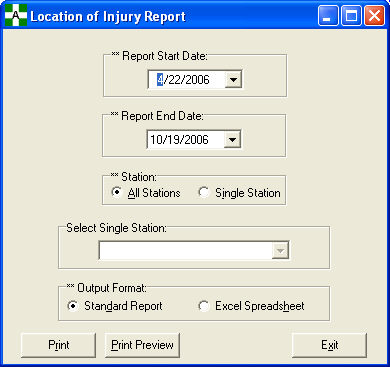 A Location of Injury Report
** Report Start Date:
4/22/2006
** Report End Date:
10/19/2006
** Station:
All Stations Single Station
Select Single Station:
** Output Format:
Standard Report Excel Spreadsheet
Print Print Preview Exit